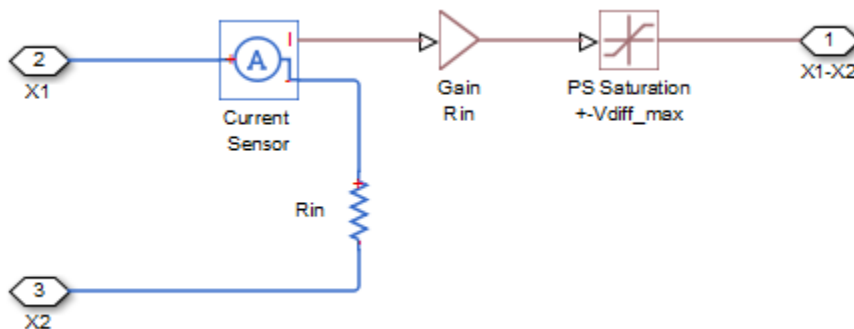 2
X1
A
I
Current
Sensor
Gain
Rin
PS Saturation
+-Vdiff_max
1
X1-X2
Rin
3
X2